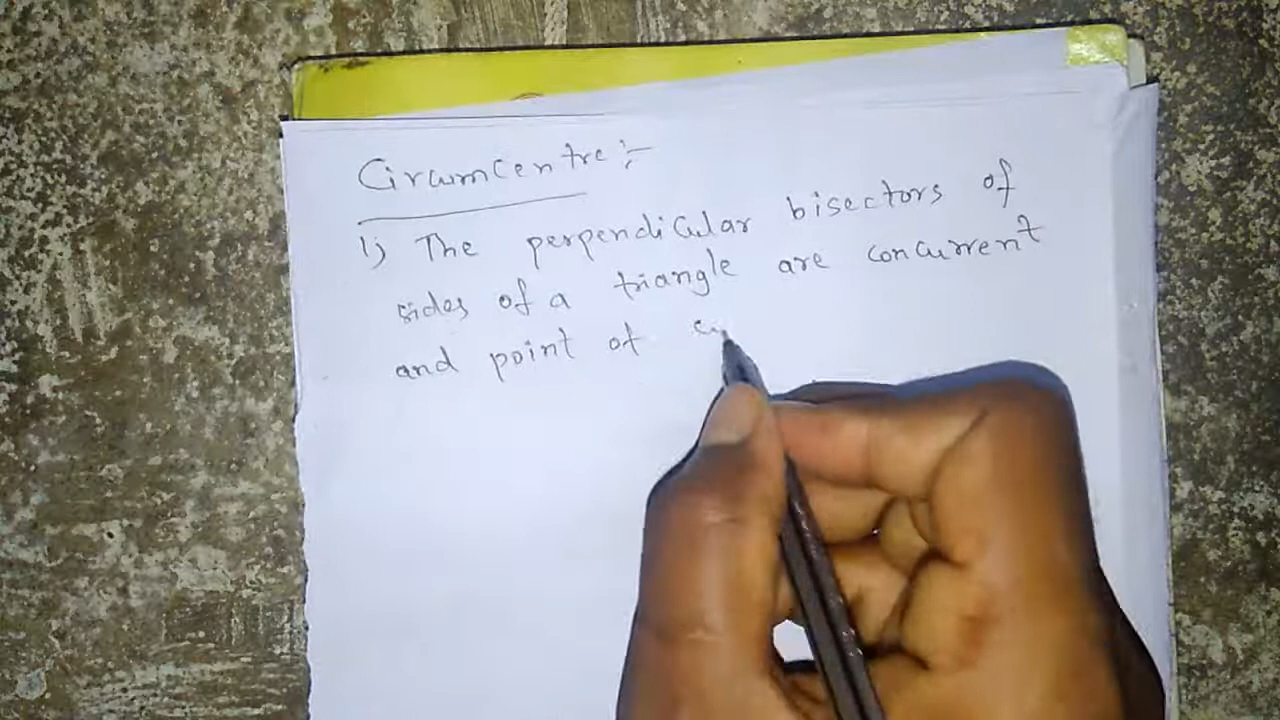 Circumcentre :-
1) The perpendicular bisectors of
sides of a triangle are concurrent
and point of